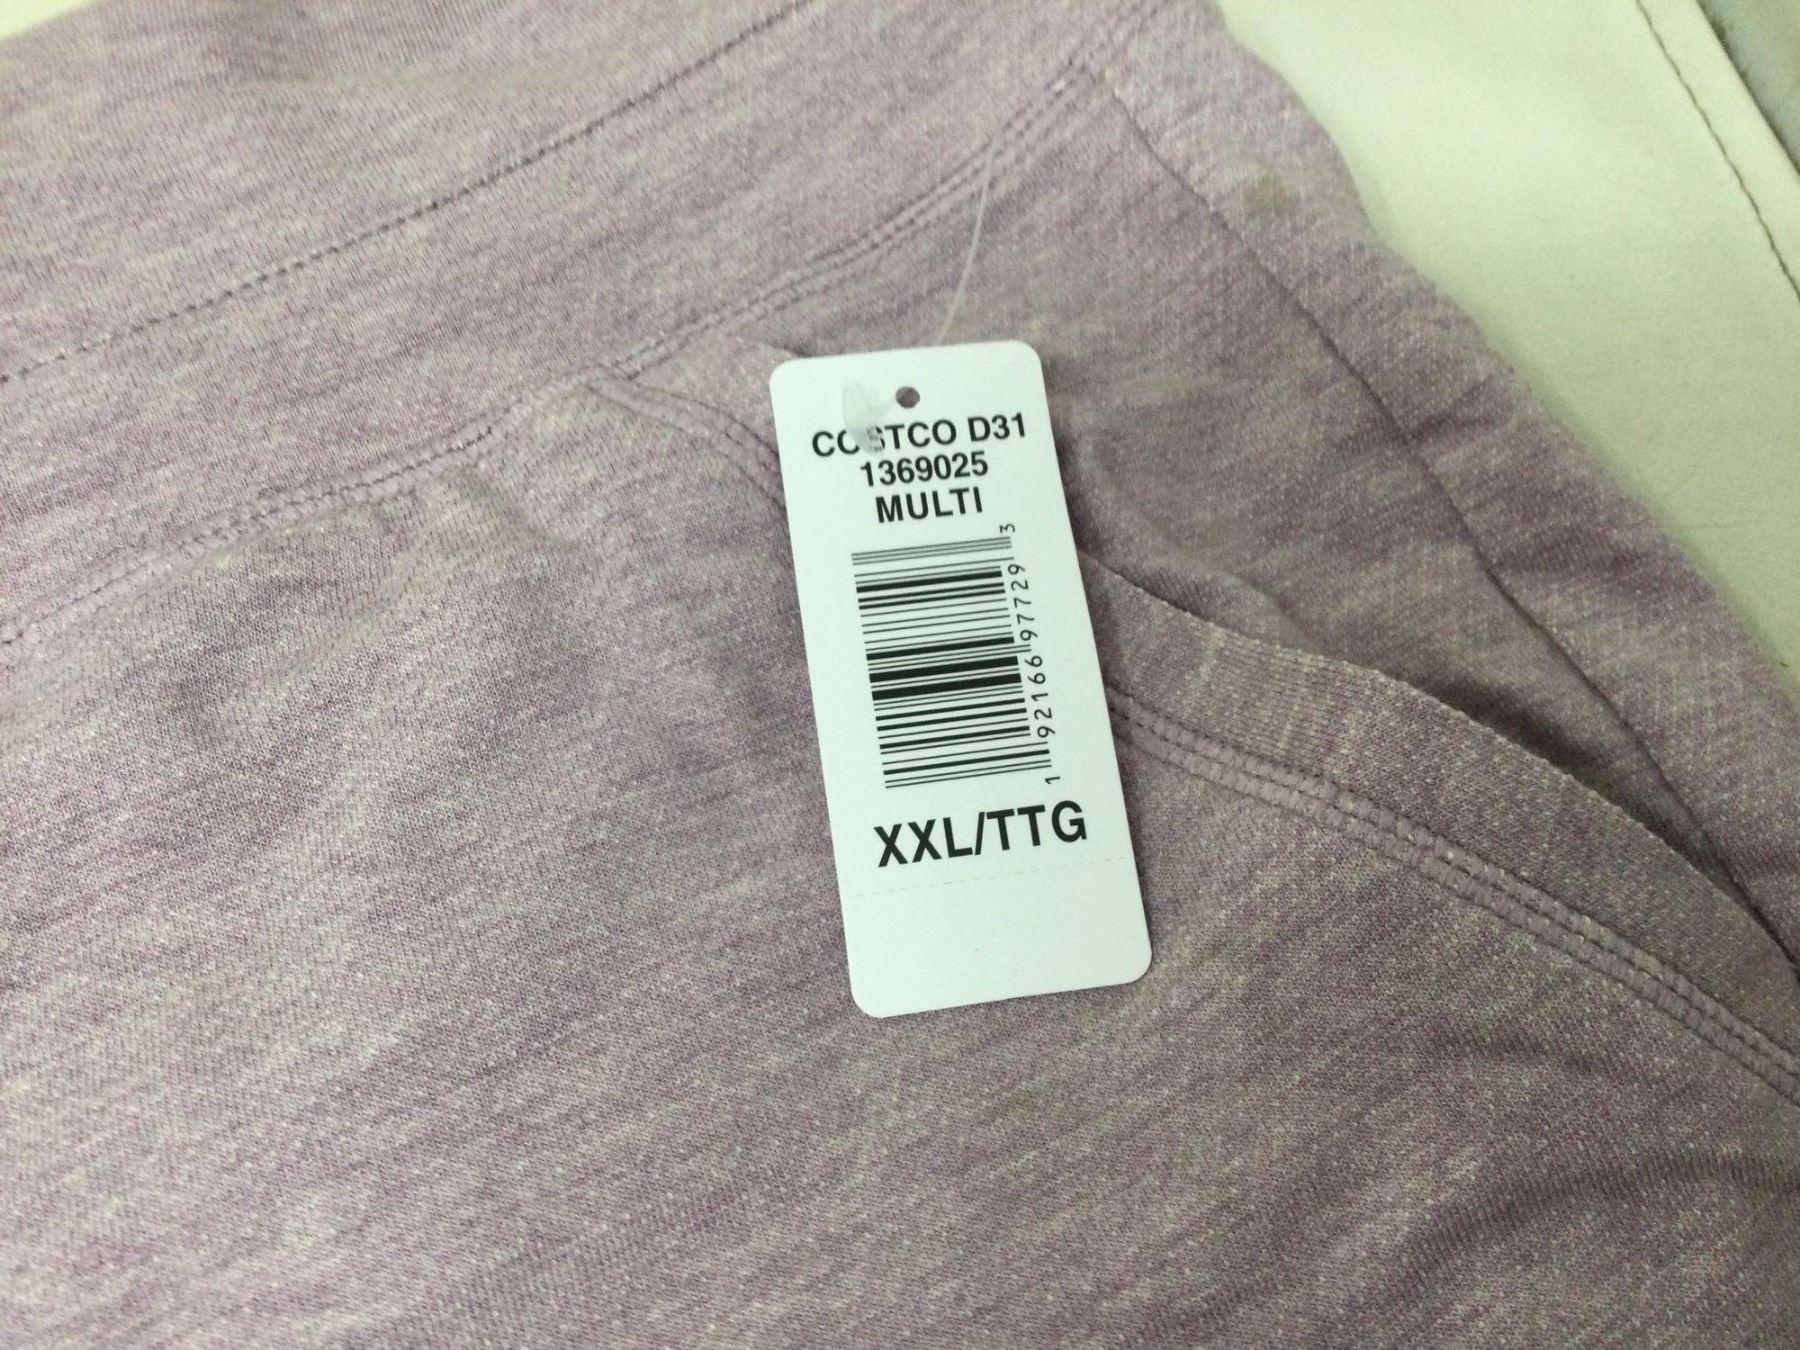 COSTCO D31
1369025
MULTI
1 92166 97729 3
XXL/TTG